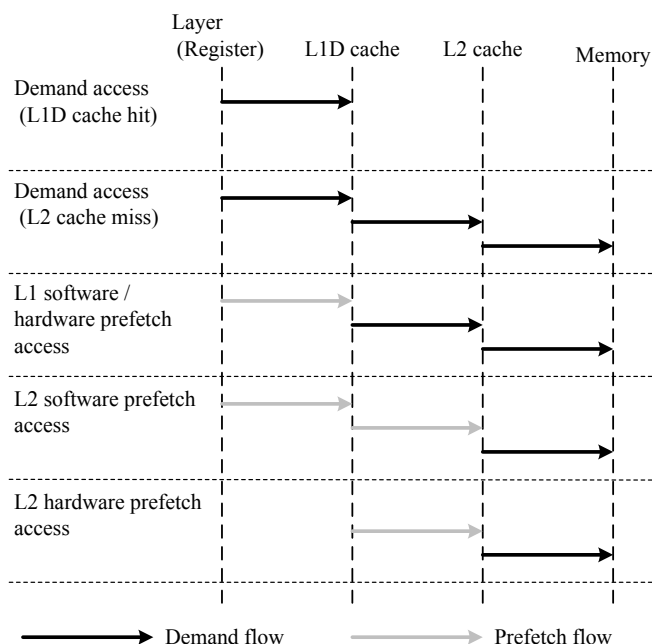 Layer
(Register)
L1D cache
L2 cache
Memory
Demand access
(L1D cache hit)
Demand access
(L2 cache miss)
L1 software /
hardware prefetch
access
L2 software prefetch
access
L2 hardware prefetch
access
Demand flow
Prefetch flow